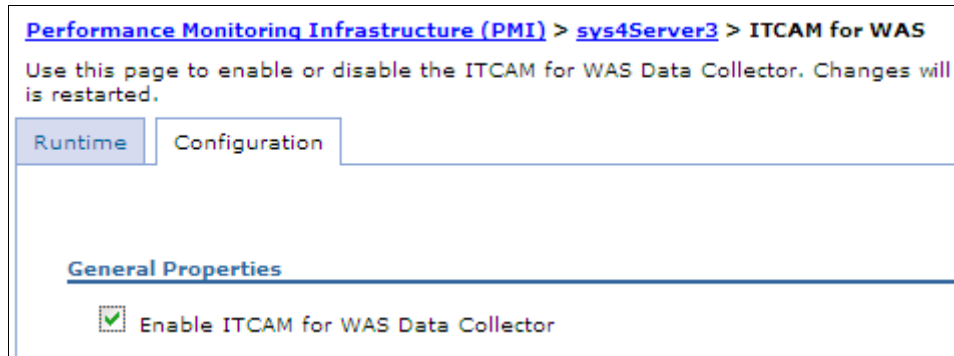 Performance Monitoring Infrastructure (PMI) > sys4Server3 > ITCAM for WAS
Use this page to enable or disable the ITCAM for WAS Data Collector. Changes will
is restarted.
Runtime
Configuration
General Properties
Enable ITCAM for WAS Data Collector